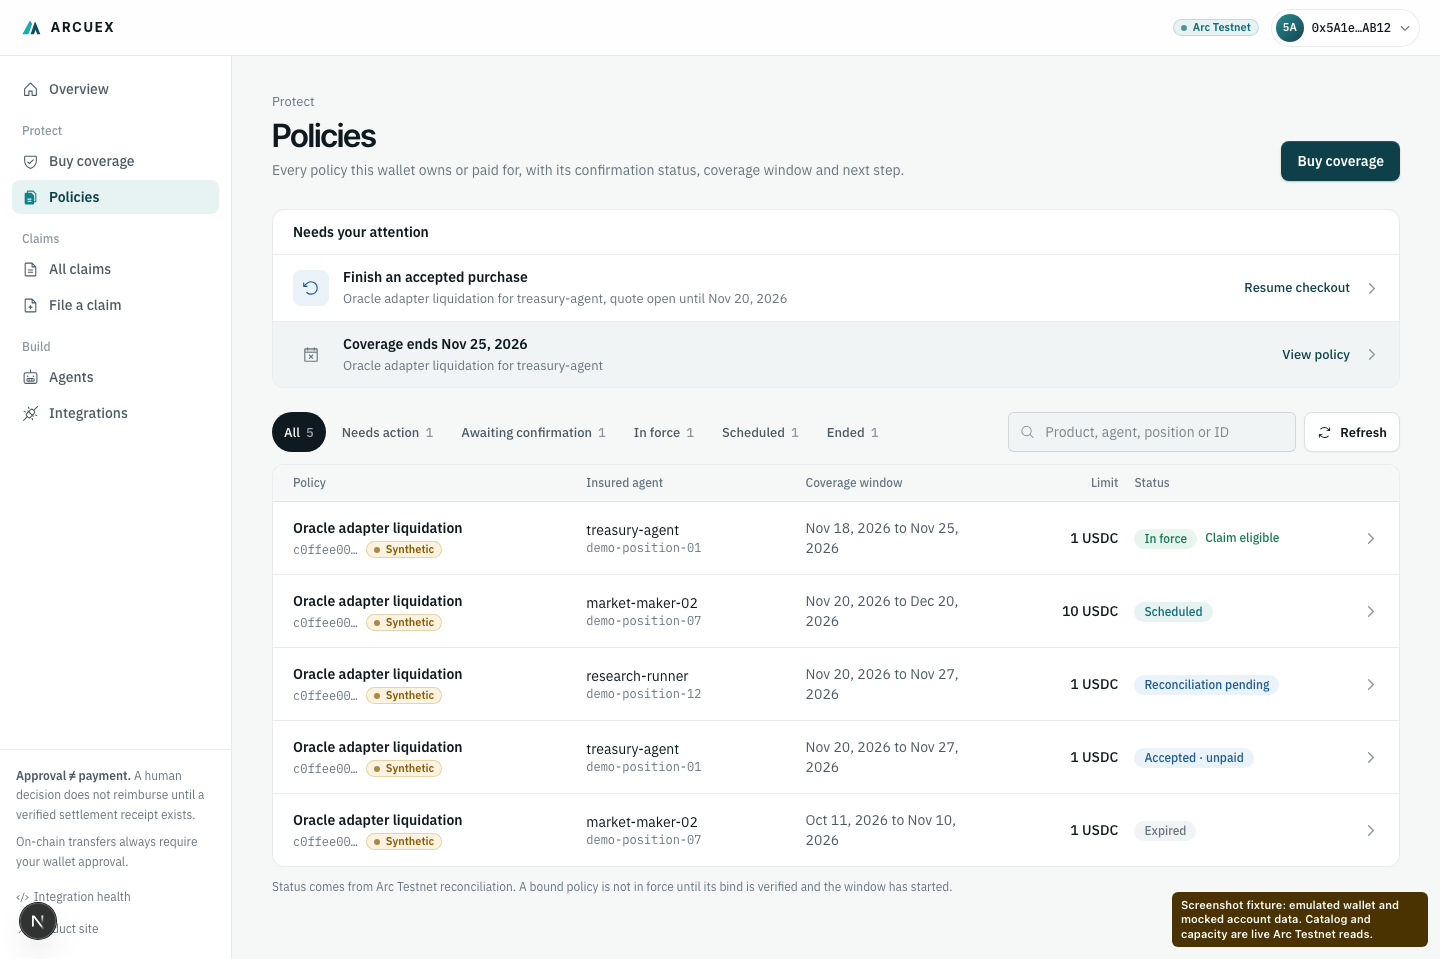 ARCUEX
Arc Testnet
5A
0x5A1e…AB12
Overview
Protect
Buy coverage
Policies
Claims
All claims
File a claim
Build
Agents
Integrations
Approval ≠ payment. A human
decision does not reimburse until a
verified settlement receipt exists.
On-chain transfers always require
your wallet approval.
</> Integration health
N
uct site
Protect
Policies
Every policy this wallet owns or paid for, with its confirmation status, coverage window and next step.
Buy coverage
Needs your attention
Finish an accepted purchase
Oracle adapter liquidation for treasury-agent, quote open until Nov 20, 2026
Resume checkout
Coverage ends Nov 25, 2026
Oracle adapter liquidation for treasury-agent
View policy
All 5 Needs action 1 Awaiting confirmation 1 In force 1 Scheduled 1 Ended 1
Product, agent, position or ID
Refresh
Policy Insured agent Coverage window Limit Status
Oracle adapter liquidation
c0ffee00… Synthetic
treasury-agent
demo-position-01
Nov 18, 2026 to Nov 25,
2026
1 USDC
In force Claim eligible
Oracle adapter liquidation
c0ffee00… Synthetic
market-maker-02
demo-position-07
Nov 20, 2026 to Dec 20,
2026
10 USDC
Scheduled
Oracle adapter liquidation
c0ffee00… Synthetic
research-runner
demo-position-12
Nov 20, 2026 to Nov 27,
2026
1 USDC
Reconciliation pending
Oracle adapter liquidation
c0ffee00… Synthetic
treasury-agent
demo-position-01
Nov 20, 2026 to Nov 27,
2026
1 USDC
Accepted · unpaid
Oracle adapter liquidation
c0ffee00… Synthetic
market-maker-02
demo-position-07
Oct 11, 2026 to Nov 10,
2026
1 USDC
Expired
Status comes from Arc Testnet reconciliation. A bound policy is not in force until its bind is verified and the window has started.
Screenshot fixture: emulated wallet and
mocked account data. Catalog and
capacity are live Arc Testnet reads.